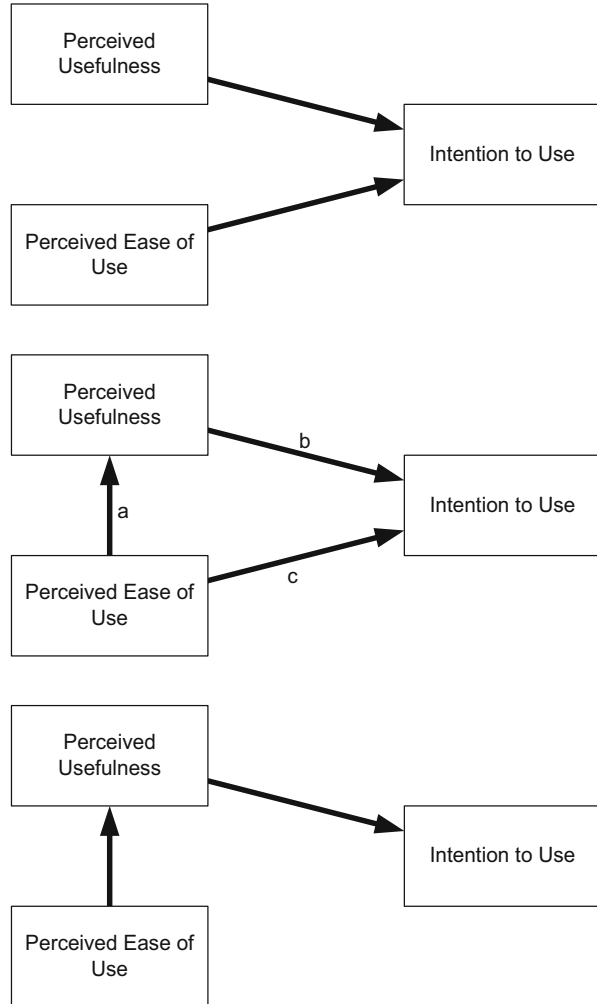 Perceived
Usefulness
Intention to Use
Perceived Ease of
Use
Perceived
Usefulness
b
Intention to Use
a
c
Perceived Ease of
Use
Perceived
Usefulness
Intention to Use
Perceived Ease of
Use